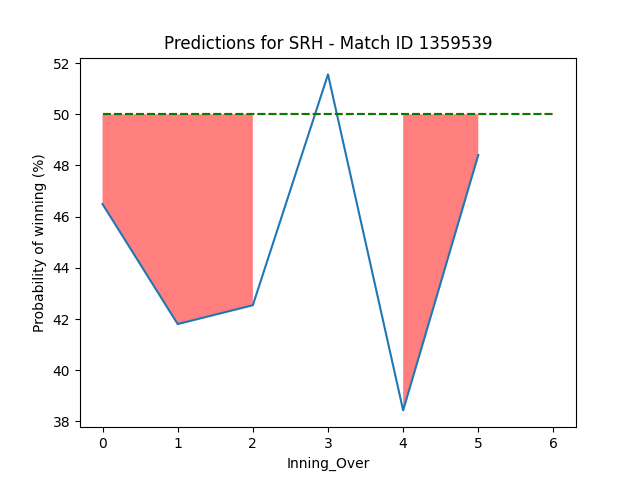 Predictions for SRH - Match ID 1359539
Probability of winning (%)
52
50
48
46
44
42
40
38
0 1 2 3 4 5 6
Inning_Over